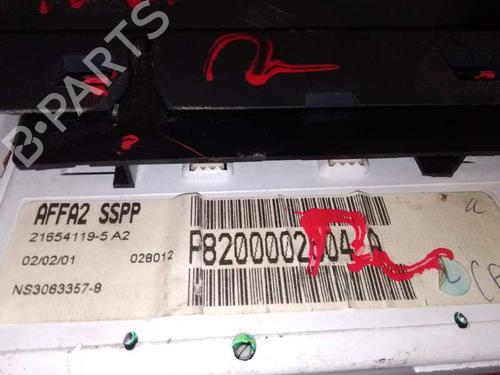 B-PARTS
AFFA2 SSPP
21654119-5 A2
02/02/01 028012
NS3063357-8